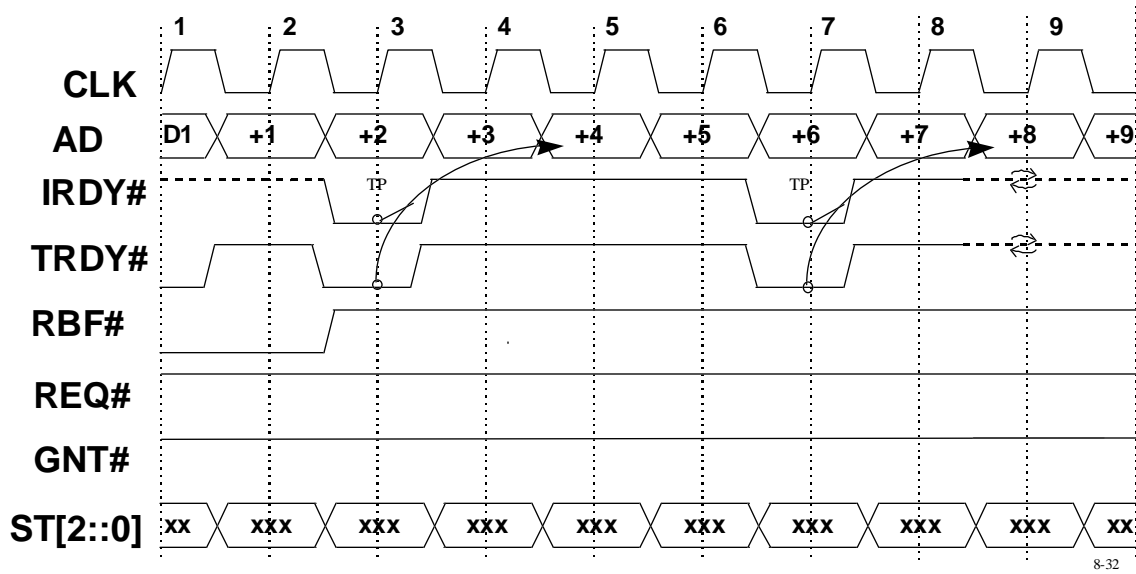 1 2 3 4 5 6 7 8 9
CLK
AD D1 +1 +2 +3 +4 +5 +6 +7 +8 +9
IRDY# TP TP
TRDY#
RBF#
REQ#
GNT#
ST[2::0] xx xxx xxx xxx xxx xxx xxx xxx xxx xx
8-32